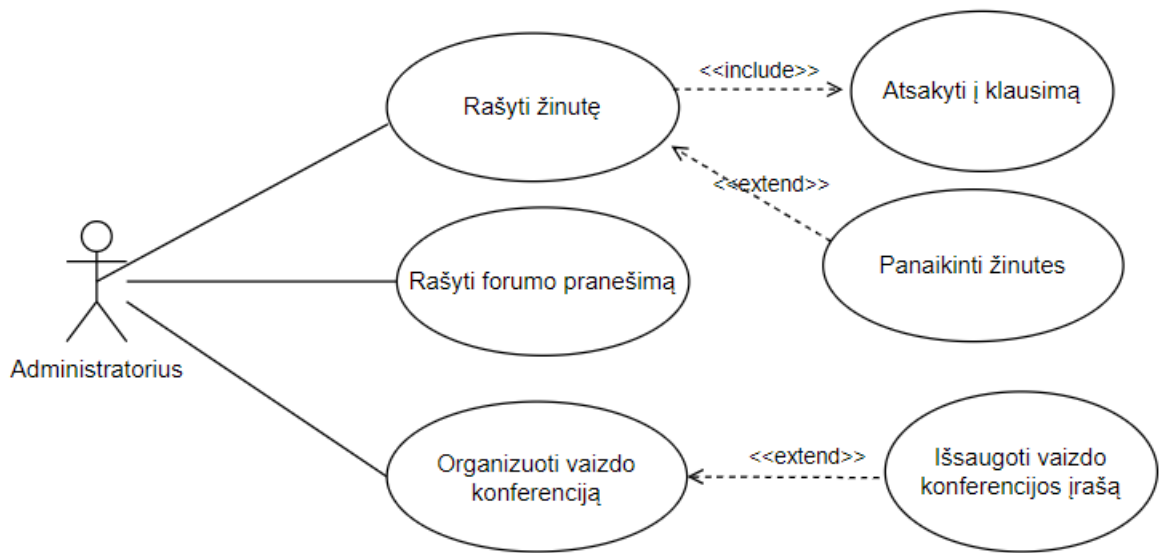 <<include>>
Rašyti žinutę
Atsakyti į klausimą
<<extend>>
Panaikinti žinutes
Rašyti forumo pranešimą
Administratorius
Organizuoti vaizdo
konferenciją
<<extend>>
Išsaugoti vaizdo
konferencijos įrašą